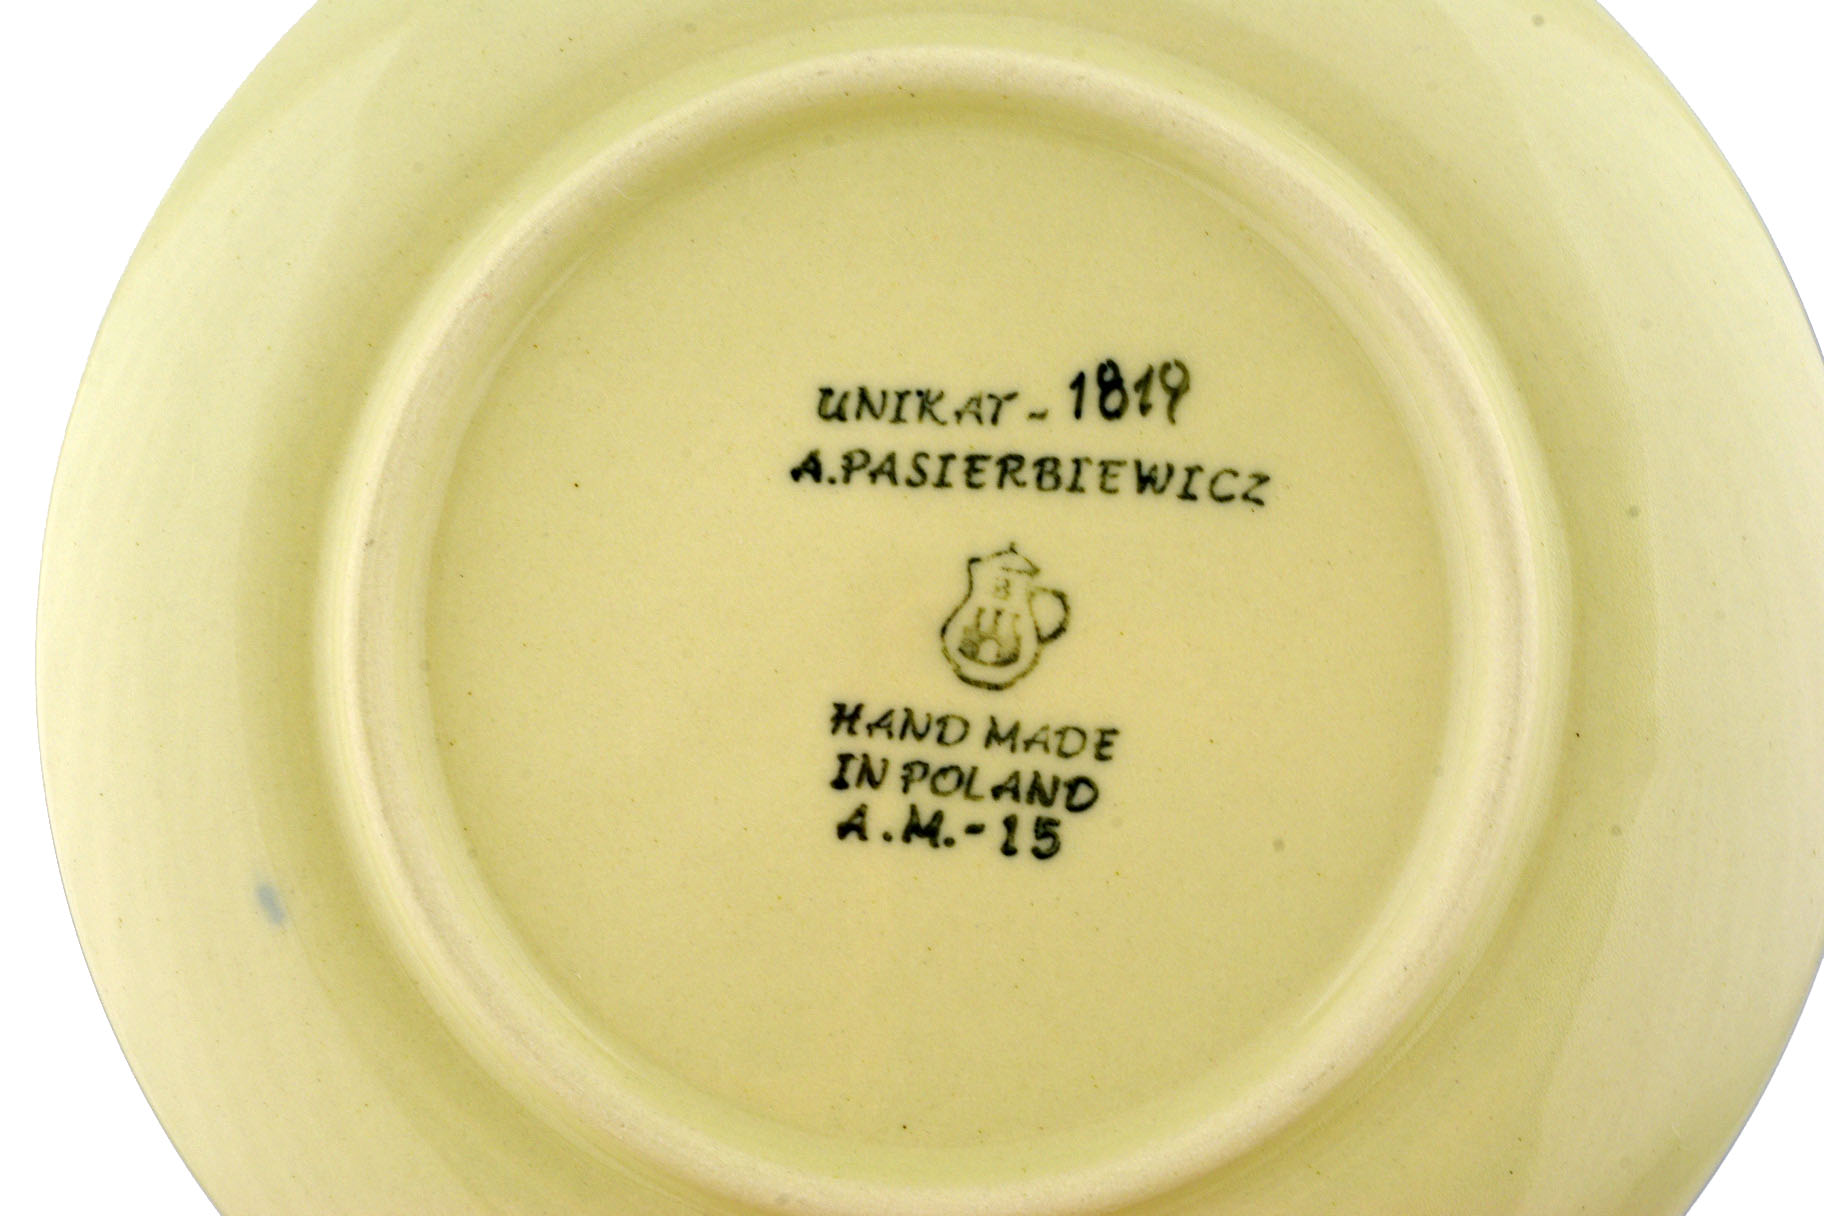 UNIKAT - 1819
A.PASIERBIEWICZ
B
HAND MADE
IN POLAND
A.M.-15